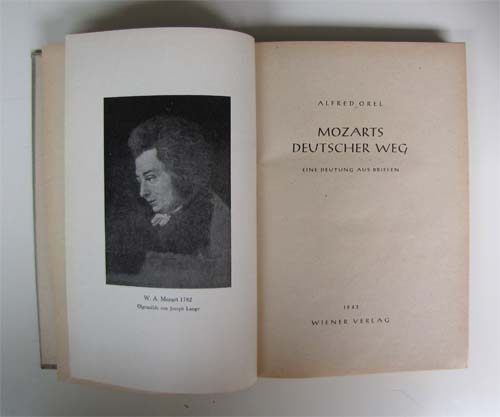 W. A. Mozart 1782
Ölgemälde von Joseph Lange
ALFRED OREL
MOZARTS
DEUTSCHER WEG
EINE DEUTUNG AUS BRIEFEN
WIENER VERLAG